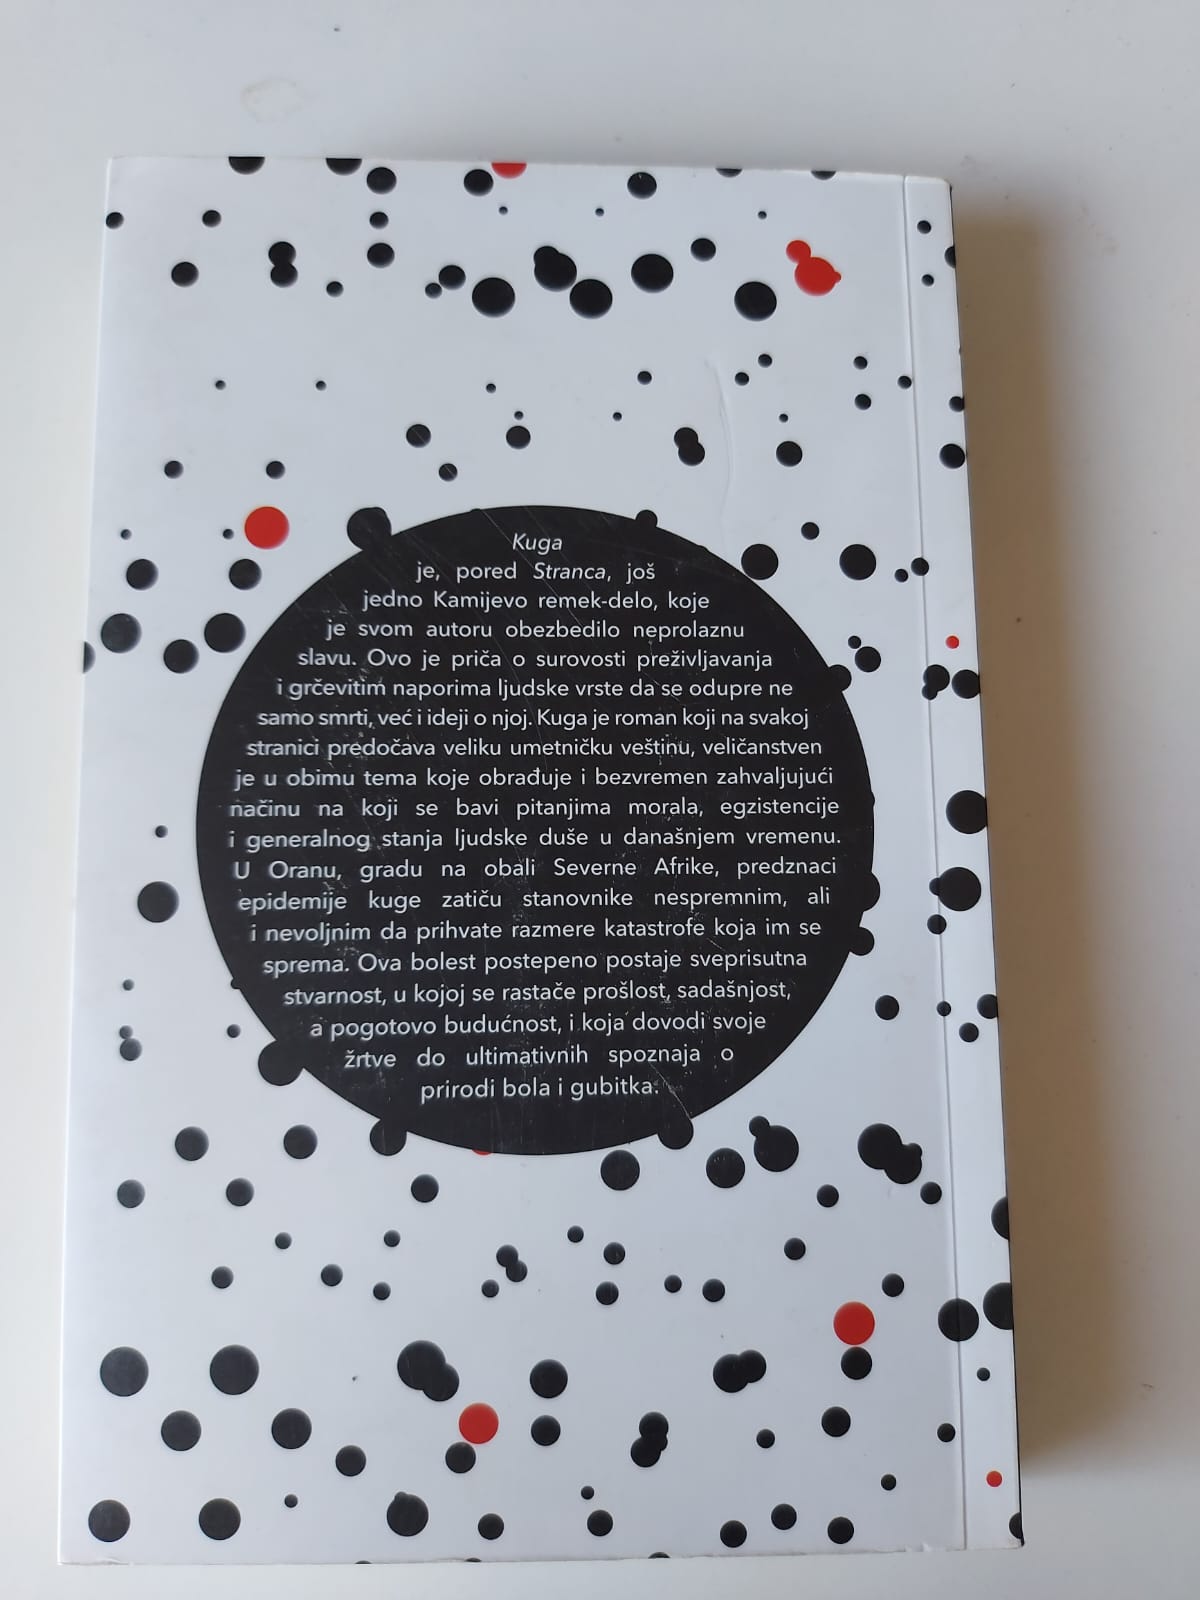 Kuga
je, pored Stranca, još
jedno Kamijevo remek-delo, koje
je svom autoru obezbedilo neprolaznu
slavu. Ovo je priča o surovosti preživljavanja
i grčevitim naporima ljudske vrste da se odupre ne
samo smrti, već i ideji o njoj. Kuga je roman koji na svakoj
stranici predočava veliku umetničku veštinu, veličanstven
je u obimu tema koje obrađuje i bezvremen zahvaljujući
načinu na koji se bavi pitanjima morala, egzistencije
i generalnog stanja ljudske duše u današnjem vremenu.
U Oranu, gradu na obali Severne Afrike, predznaci
epidemije kuge zatiču stanovnike nespremnim, ali
i nevoljnim da prihvate razmere katastrofe koja im se
sprema. Ova bolest postepeno postaje sveprisutna
stvarnost, u kojoj se rastače prošlost, sadašnjost,
a pogotovo budućnost, i koja dovodi svoje
žrtve do ultimativnih spoznaja o
prirodi bola i gubitka.